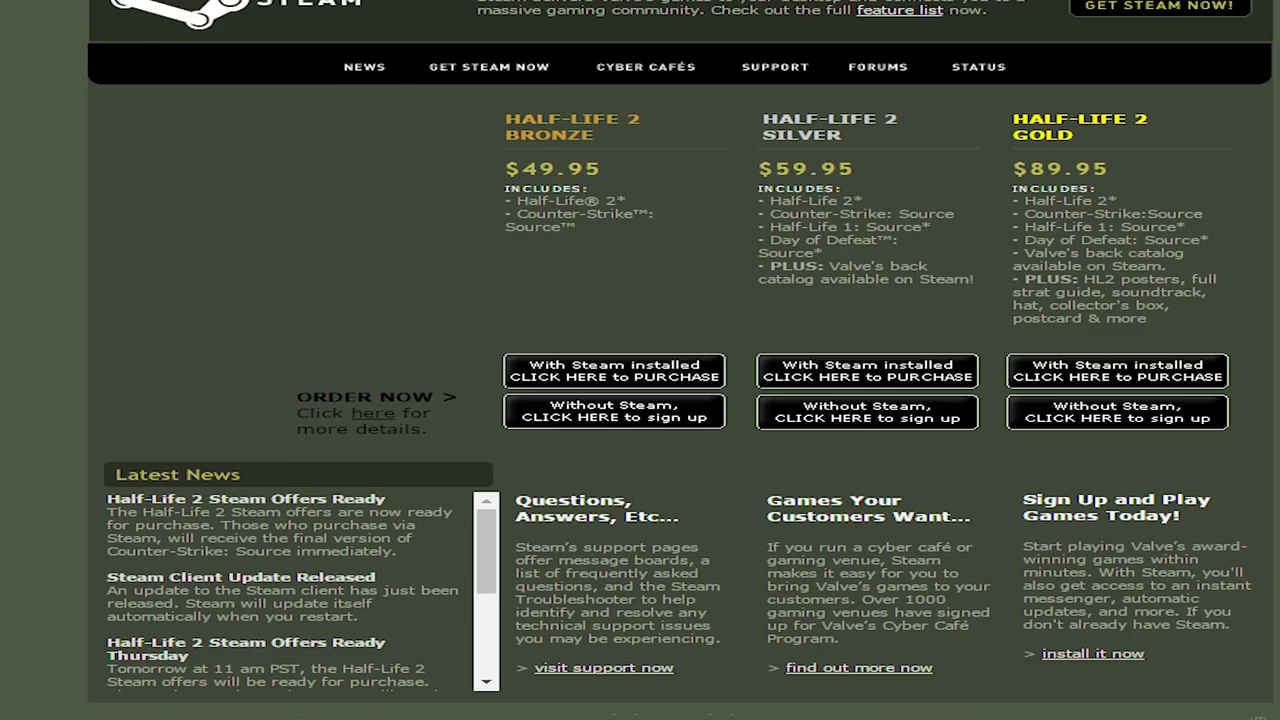 STEAM
massive gaming community. Check out the full feature list now.
GET STEAM NOW!
NEWS
GET STEAM NOW
CYBER CAFÉS
SUPPORT
FORUMS
STATUS
HALF-LIFE 2
BRONZE
$49.95
INCLUDES:
- Half-Life® 2*
- Counter-Strike™:
Source™
HALF-LIFE 2
SILVER
$59.95
INCLUDES:
- Half-Life 2*
- Counter-Strike: Source
- Half-Life 1: Source*
- Day of Defeat™:
Source*
- PLUS: Valve's back
catalog available on Steam!
HALF-LIFE 2
GOLD
$89.95
INCLUDES:
- Half-Life 2*
- Counter-Strike:Source
- Half-Life 1: Source*
- Day of Defeat: Source*
- Valve's back catalog
available on Steam.
- PLUS: HL2 posters, full
strat guide, soundtrack,
hat, collector's box,
postcard & more
ORDER NOW >
Click here for
more details.
With Steam installed
CLICK HERE to PURCHASE
Without Steam,
CLICK HERE to sign up
With Steam installed
CLICK HERE to PURCHASE
Without Steam,
CLICK HERE to sign up
With Steam installed
CLICK HERE to PURCHASE
Without Steam,
CLICK HERE to sign up
Latest News
Half-Life 2 Steam Offers Ready
The Half-Life 2 Steam offers are now ready
for purchase. Those who purchase via
Steam, will receive the final version of
Counter-Strike: Source immediately.
Steam Client Update Released
An update to the Steam client has just been
released. Steam will update itself
automatically when you restart.
Half-Life 2 Steam Offers Ready
Thursday
Tomorrow at 11 am PST, the Half-Life 2
Steam offers will be ready for purchase.
Questions,
Answers, Etc...
Steam's support pages
offer message boards, a
list of frequently asked
questions, and the Steam
Troubleshooter to help
identify and resolve any
technical support issues
you may be experiencing.
> visit support now
Games Your
Customers Want...
If you run a cyber café or
gaming venue, Steam
makes it easy for you to
bring Valve's games to your
customers. Over 1000
gaming venues have signed
up for Valve's Cyber Café
Program.
> find out more now
Sign Up and Play
Games Today!
Start playing Valve's award-
winning games within
minutes. With Steam, you'll
also get access to an instant
messenger, automatic
updates, and more. If you
don't already have Steam.
> install it now